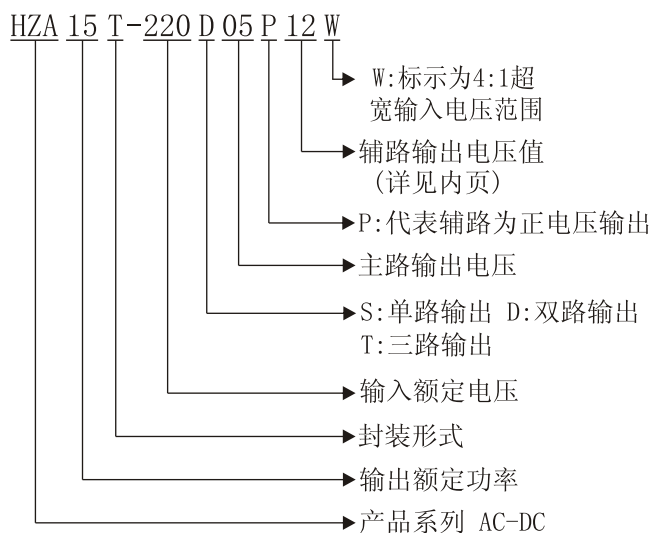 HZA 15 T-220 D 05 P 12 W
W:标示为4:1超
宽输入电压范围
辅路输出电压值
(详见内页)
P:代表辅路为正电压输出
主路输出电压
S:单路输出 D:双路输出
T:三路输出
输入额定电压
封装形式
输出额定功率
产品系列 AC-DC